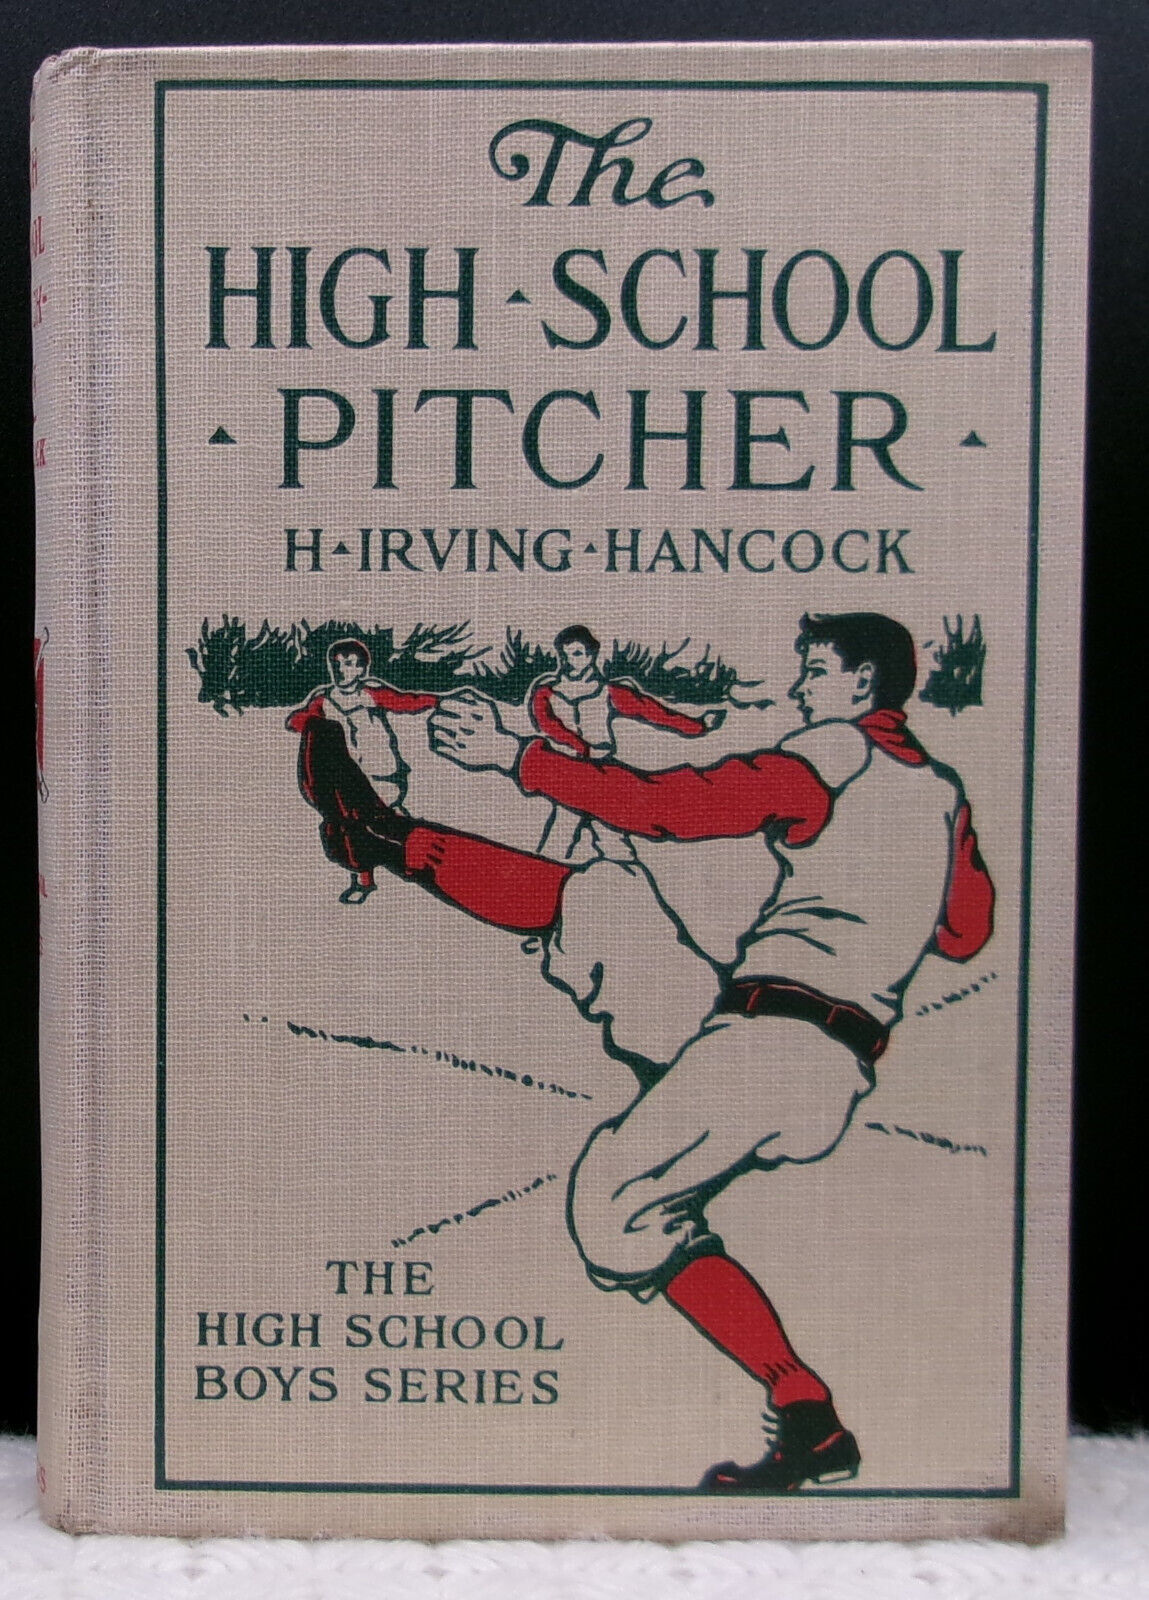 The
HIGH ▴ SCHOOL
▴ PITCHER ▴
H ▴ IRVING ▴ HANCOCK
THE
HIGH SCHOOL
BOYS SERIES